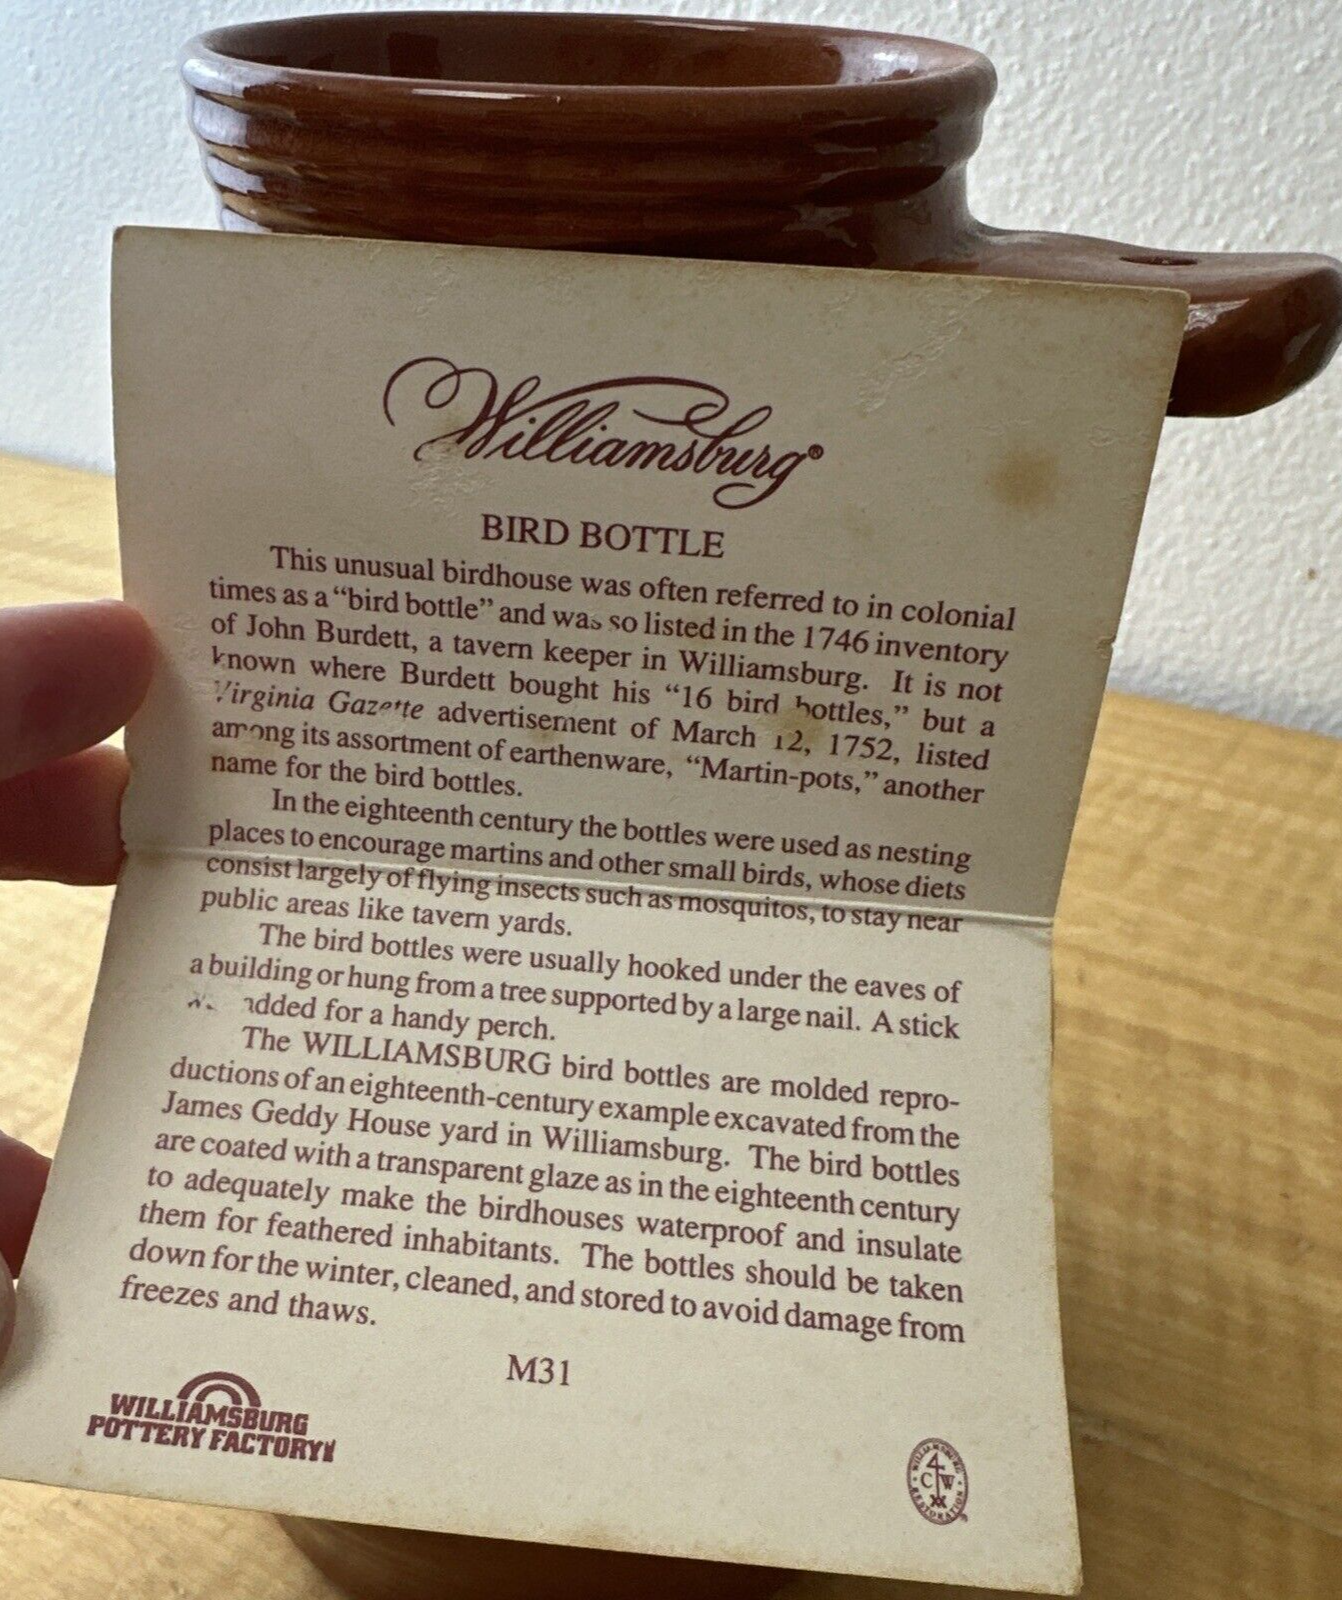 Williamsburg®
BIRD BOTTLE
This unusual birdhouse was often referred to in colonial
times as a "bird bottle" and was so listed in the 1746 inventory
of John Burdett, a tavern keeper in Williamsburg. It is not
known where Burdett bought his "16 bird bottles," but a
Virginia Gazette advertisement of March 12, 1752, listed
among its assortment of earthenware, "Martin-pots," another
name for the bird bottles.
In the eighteenth century the bottles were used as nesting
places to encourage martins and other small birds, whose diets
consist largely of flying insects such as mosquitos, to stay near
public areas like tavern yards.
The bird bottles were usually hooked under the eaves of
a building or hung from a tree supported by a large nail. A stick
added for a handy perch.
The WILLIAMSBURG bird bottles are molded repro-
ductions of an eighteenth-century example excavated from the
James Geddy House yard in Williamsburg. The bird bottles
are coated with a transparent glaze as in the eighteenth century
to adequately make the birdhouses waterproof and insulate
them for feathered inhabitants. The bottles should be taken
down for the winter, cleaned, and stored to avoid damage from
freezes and thaws.
M31
WILLIAMSBURG
POTTERY FACTORY
WILLIAMSBURG
C W
RESTORATION